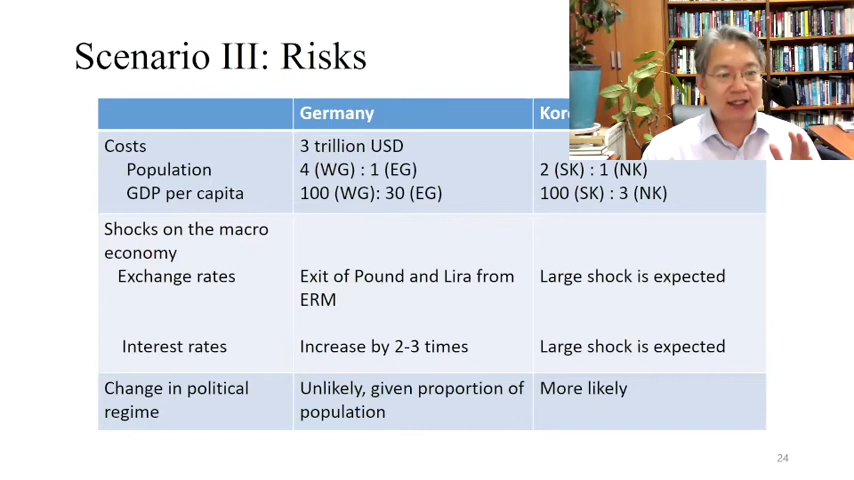 Scenario III: Risks
Germany
Costs
3 trillion USD
Population
4 (WG) : 1 (EG)
2 (SK) : 1 (NK)
GDP per capita
100 (WG): 30 (EG)
100 (SK) : 3 (NK)
Shocks on the macro
economy
Exchange rates
Exit of Pound and Lira from
ERM
Large shock is expected
Interest rates
Increase by 2-3 times
Large shock is expected
Change in political
regime
Unlikely, given proportion of
population
More likely
24